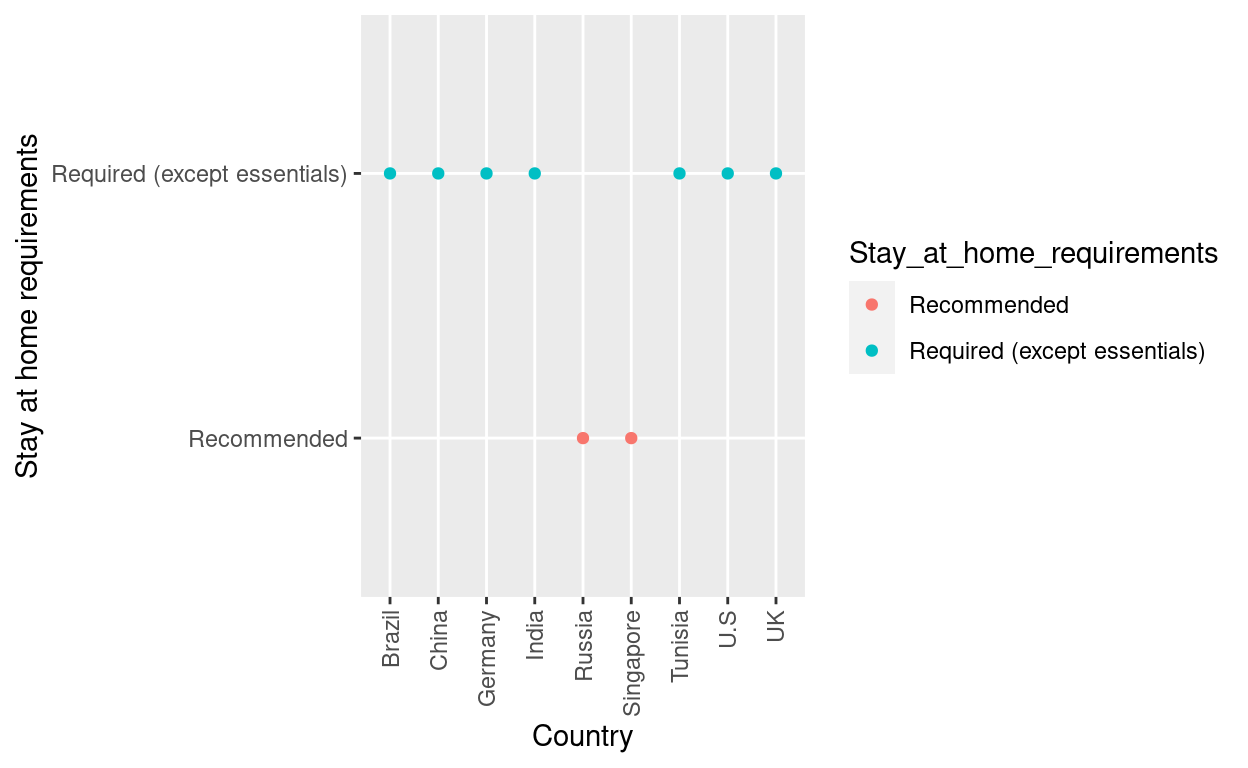 Stay at home requirements
Required (except essentials)
Recommended
Brazil
China
Germany
India
Russia
Singapore
Tunisia
U.S
UK
Country
Stay_at_home_requirements
Recommended
Required (except essentials)